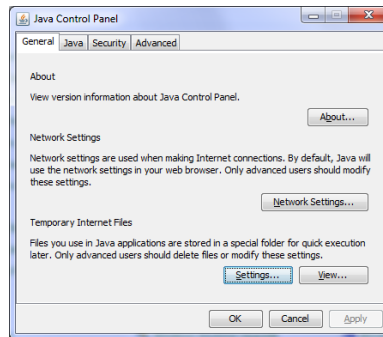 Java Control Panel
General Java Security Advanced
About
View version information about Java Control Panel.
About...
Network Settings
Network settings are used when making Internet connections. By default, Java will
use the network settings in your web browser. Only advanced users should modify
these settings.
Network Settings...
Temporary Internet Files
Files you use in Java applications are stored in a special folder for quick execution
later. Only advanced users should delete files or modify these settings.
Settings... View...
OK Cancel Apply